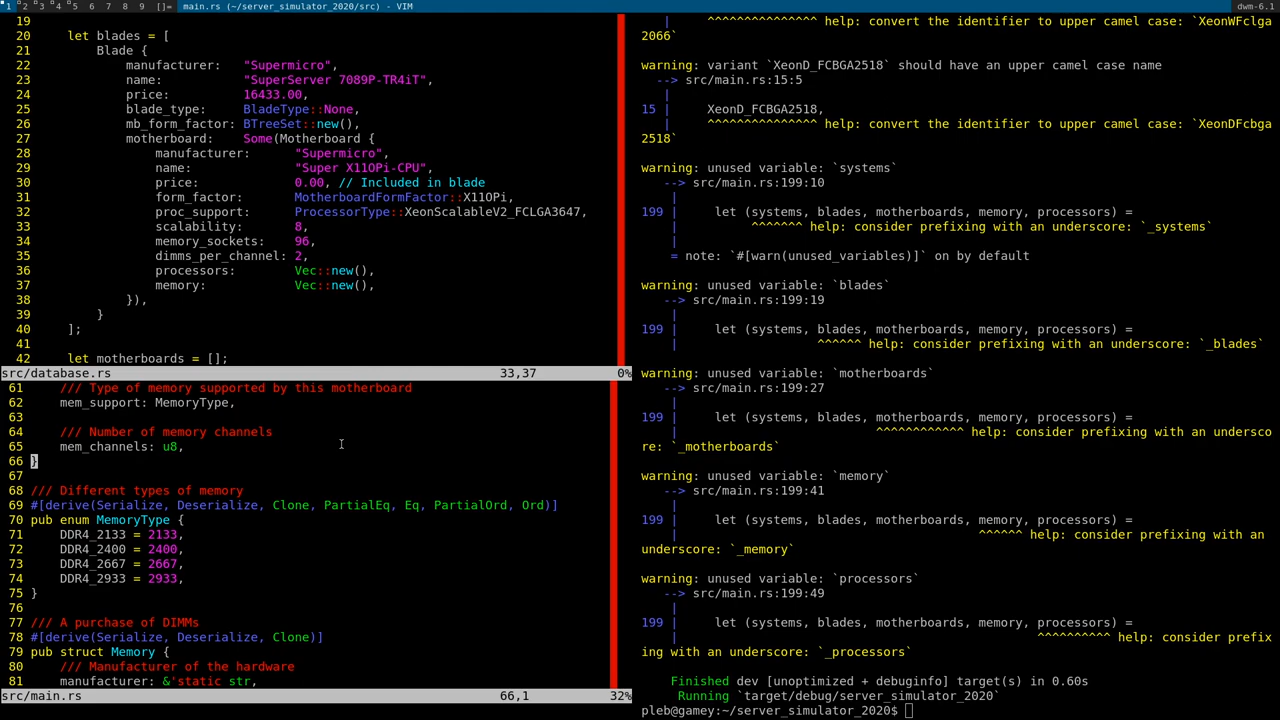 1 2 3 4 5 6 7 8 9 []= main.rs (~/server_simulator_2020/src) - VIM dwm-6.1
19
20     let blades = [
21         Blade {
22             manufacturer:   "Supermicro",
23             name:           "SuperServer 7089P-TR4iT",
24             price:          16433.00,
25             blade_type:     BladeType::None,
26             mb_form_factor: BTreeSet::new(),
27             motherboard:    Some(Motherboard {
28                 manufacturer:      "Supermicro",
29                 name:              "Super X11OPi-CPU",
30                 price:             0.00, // Included in blade
31                 form_factor:       MotherboardFormFactor::X11OPi,
32                 proc_support:      ProcessorType::XeonScalableV2_FCLGA3647,
33                 scalability:       8,
34                 memory_sockets:    96,
35                 dimms_per_channel: 2,
36                 processors:        Vec::new(),
37                 memory:            Vec::new(),
38             }),
39         }
40     ];
41
42     let motherboards = [];
src/database.rs 33,37 0%
61     /// Type of memory supported by this motherboard
62     mem_support: MemoryType,
63
64     /// Number of memory channels
65     mem_channels: u8,
66 }
67
68 /// Different types of memory
69 #[derive(Serialize, Deserialize, Clone, PartialEq, Eq, PartialOrd, Ord)]
70 pub enum MemoryType {
71     DDR4_2133 = 2133,
72     DDR4_2400 = 2400,
73     DDR4_2667 = 2667,
74     DDR4_2933 = 2933,
75 }
76
77 /// A purchase of DIMMs
78 #[derive(Serialize, Deserialize, Clone)]
79 pub struct Memory {
80     /// Manufacturer of the hardware
81     manufacturer: &'static str,
src/main.rs 66,1 32%
   |     ^^^^^^^^^^^^^^^ help: convert the identifier to upper camel case: `XeonWFclga
2066`
warning: variant `XeonD_FCBGA2518` should have an upper camel case name
  --> src/main.rs:15:5
   |
15 |     XeonD_FCBGA2518,
   |     ^^^^^^^^^^^^^^^ help: convert the identifier to upper camel case: `XeonDFcbga
2518`
warning: unused variable: `systems`
   --> src/main.rs:199:10
    |
199 |     let (systems, blades, motherboards, memory, processors) =
    |          ^^^^^^^ help: consider prefixing with an underscore: `_systems`
    |
    = note: `#[warn(unused_variables)]` on by default
warning: unused variable: `blades`
   --> src/main.rs:199:19
    |
199 |     let (systems, blades, motherboards, memory, processors) =
    |                   ^^^^^^ help: consider prefixing with an underscore: `_blades`
warning: unused variable: `motherboards`
   --> src/main.rs:199:27
    |
199 |     let (systems, blades, motherboards, memory, processors) =
    |                           ^^^^^^^^^^^^ help: consider prefixing with an undersco
re: `_motherboards`
warning: unused variable: `memory`
   --> src/main.rs:199:41
    |
199 |     let (systems, blades, motherboards, memory, processors) =
    |                                         ^^^^^^ help: consider prefixing with an
underscore: `_memory`
warning: unused variable: `processors`
   --> src/main.rs:199:49
    |
199 |     let (systems, blades, motherboards, memory, processors) =
    |                                                 ^^^^^^^^^^ help: consider prefix
ing with an underscore: `_processors`
    Finished dev [unoptimized + debuginfo] target(s) in 0.60s
     Running `target/debug/server_simulator_2020`
pleb@gamey:~/server_simulator_2020$